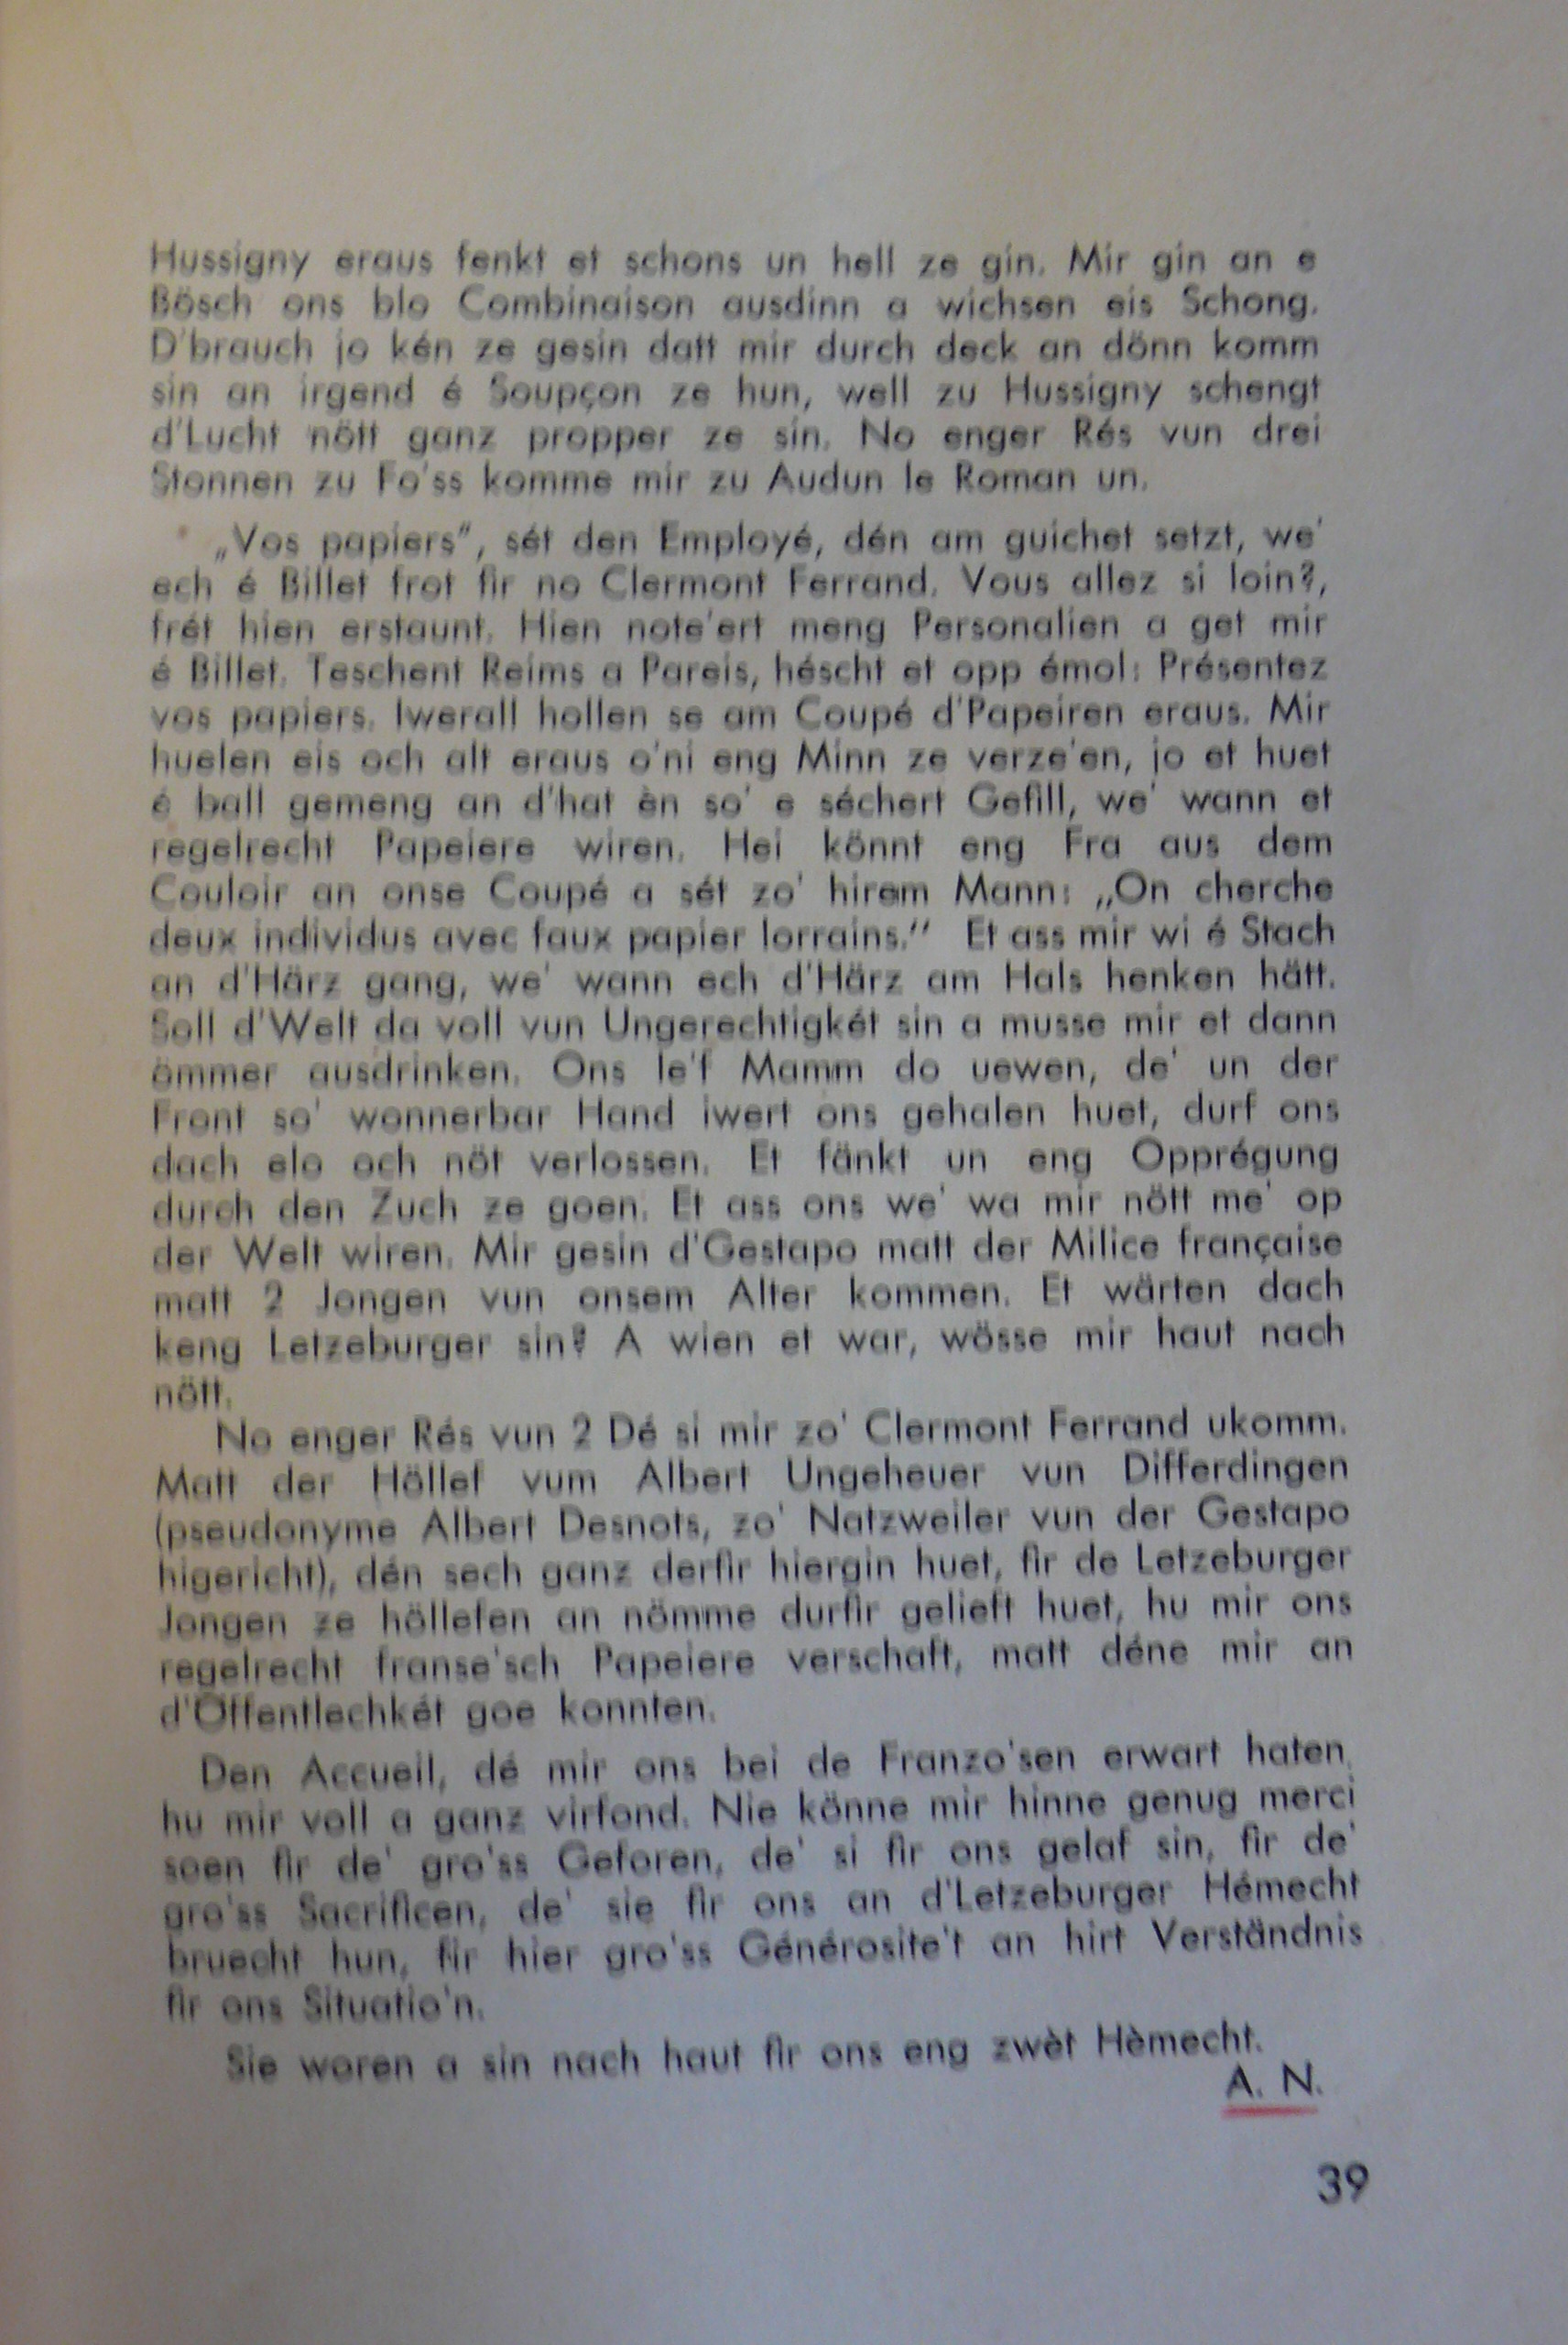 Hussigny eraus fenkt et schons un hell ze gin. Mir gin an e
Bösch ons blo Combinaison ausdinn a wichsen eis Schong.
D'brauch jo kén ze gesin datt mir durch deck an dönn komm
sin an irgend é Soupçon ze hun, well zu Hussigny schengt
d'Lucht nött ganz propper ze sin. No enger Rés vun drei
Stonnen zu Fo'ss komme mir zu Audun le Roman un.
„Vos papiers", sét den Employé, dén am guichet setzt, we'
ech é Billet frot fir no Clermont Ferrand. Vous allez si loin?,
frét hien erstaunt. Hien note'ert meng Personalien a get mir
é Billet. Teschent Reims a Pareis, héscht et opp émol: Présentez
vos papiers. Iwerall hollen se am Coupé d'Papeiren eraus. Mir
huelen eis och alt eraus o'ni eng Minn ze verze'en, jo et huet
é ball gemeng an d'hat èn so' e séchert Gefill, we' wann et
regelrecht Papeiere wiren. Hei könnt eng Fra aus dem
Couloir an onse Coupé a sét zo' hirem Mann: „On cherche
deux individus avec faux papier lorrains." Et ass mir wi é Stach
an d'Härz gang, we' wann ech d'Härz am Hals henken hätt.
Soll d'Welt da voll vun Ungerechtigkét sin a musse mir et dann
ömmer ausdrinken. Ons le'f Mamm do uewen, de' un der
Front so' wonnerbar Hand iwert ons gehalen huet, durf ons
dach elo och nöt verlossen. Et fänkt un eng Opprégung
durch den Zuch ze goen. Et ass ons we' wa mir nött me' op
der Welt wiren. Mir gesin d'Gestapo matt der Milice française
matt 2 Jongen vun onsem Alter kommen. Et wärten dach
keng Letzeburger sin? A wien et war, wösse mir haut nach
nött.
No enger Rés vun 2 Dé si mir zo' Clermont Ferrand ukomm.
Matt der Höllef vum Albert Ungeheuer vun Differdingen
(pseudonyme Albert Desnots, zo' Natzweiler vun der Gestapo
higericht), dén sech ganz derfir hiergin huet, fir de Letzeburger
Jongen ze höllefen an nömme durfir gelieft huet, hu mir ons
regelrecht franse'sch Papeiere verschaft, matt déne mir an
d'Öffentlechkét goe konnten.
Den Accueil, dé mir ons bei de Franzo'sen erwart haten
hu mir voll a ganz virfond. Nie könne mir hinne genug merci
soen fir de' gro'ss Geforen, de' si fir ons gelaf sin, fir de'
gro'ss Sacrificen, de' sie fir ons an d'Letzeburger Hémecht
bruecht hun, fir hier gro'ss Générosite't an hirt Verständnis
fir ons Situatio'n.
Sie woren a sin nach haut fir ons eng zwèt Hèmecht.
A. N.
39